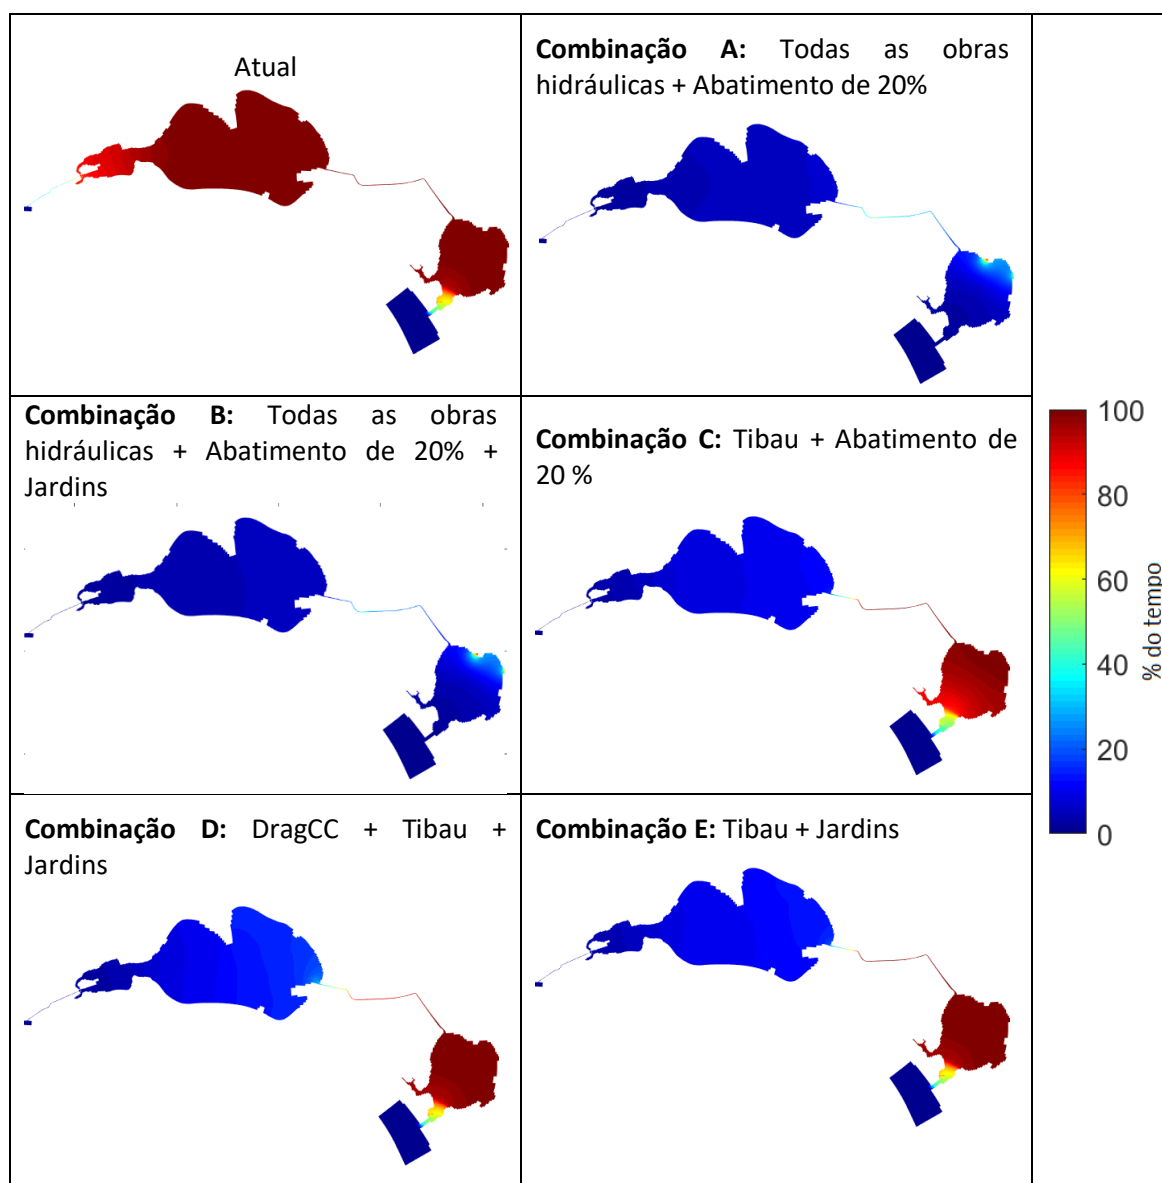 Atual
Combinação A: Todas as obras
hidráulicas + Abatimento de 20%
Combinação B: Todas as obras
hidráulicas + Abatimento de 20% +
Jardins
Combinação C: Tibau + Abatimento de
20 %
Combinação D: DragCC + Tibau +
Jardins
Combinação E: Tibau + Jardins
100
80
60
40
20
0
% do tempo